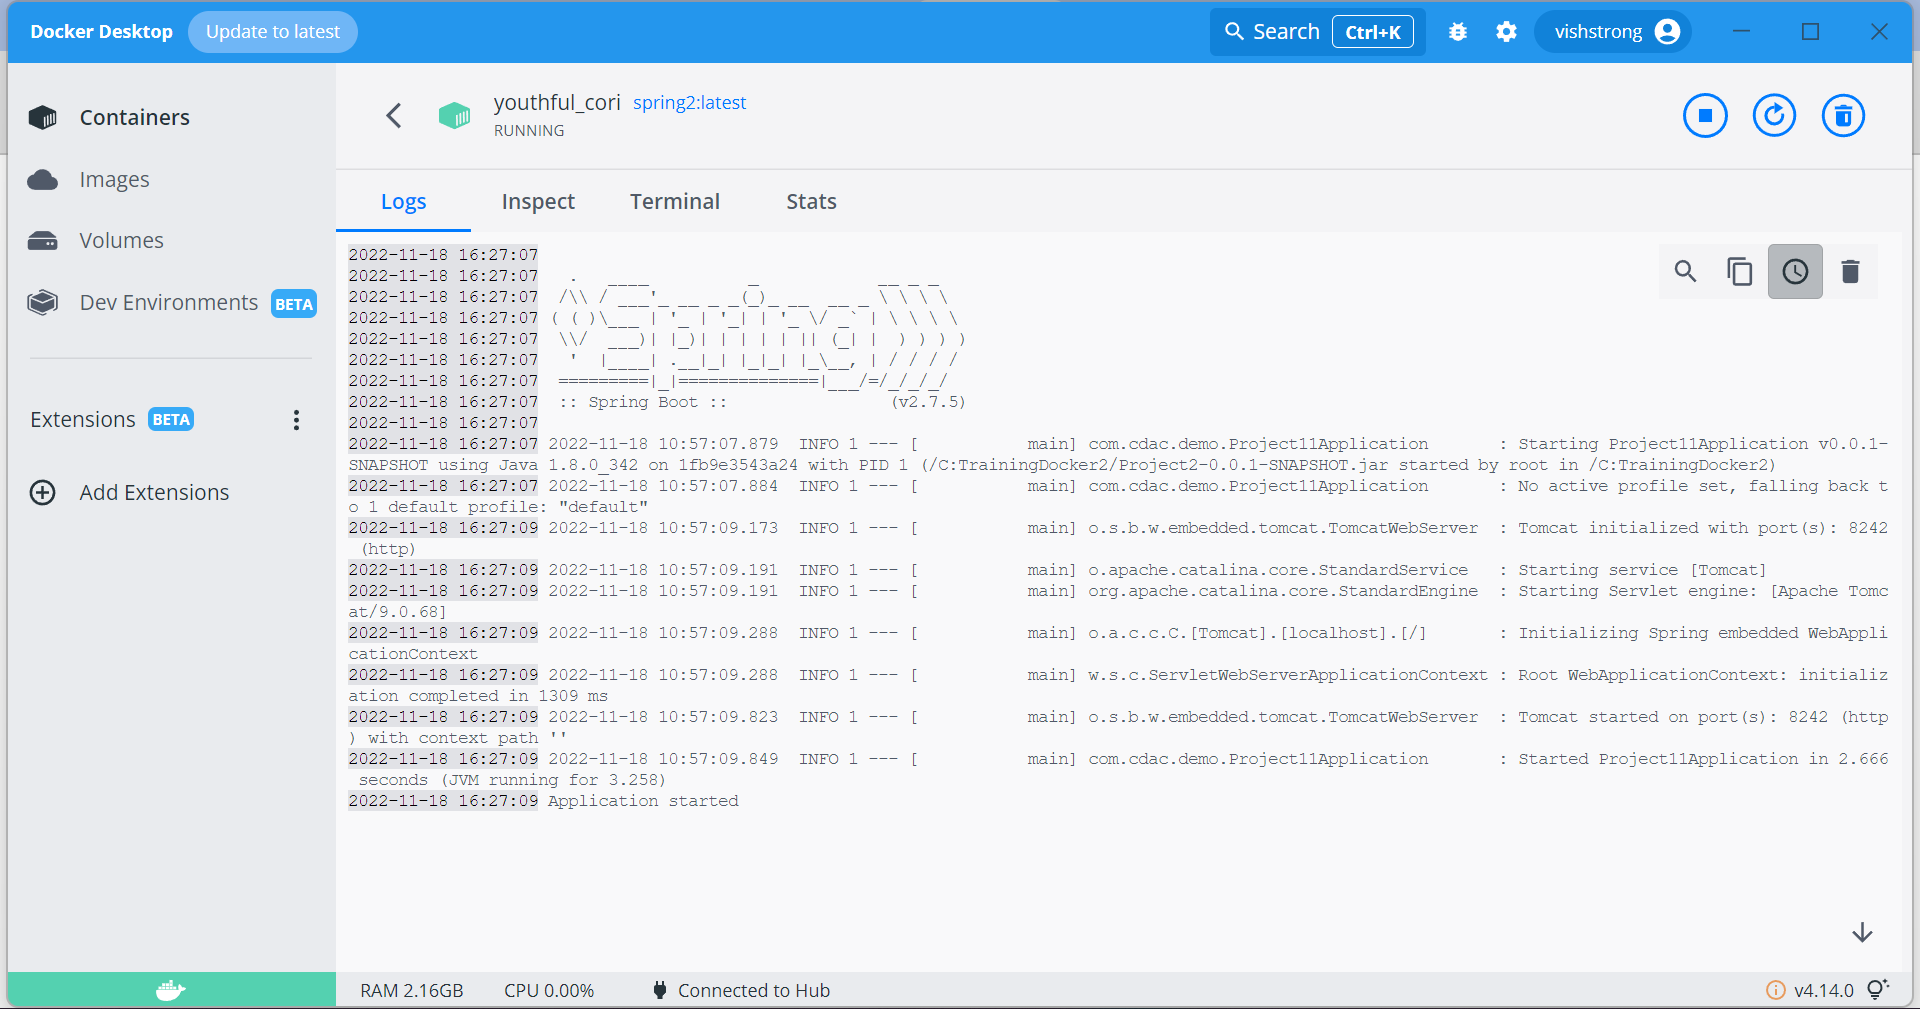 Docker Desktop Update to latest Search Ctrl+K vishstrong
Containers
Images
Volumes
Dev Environments BETA
Extensions BETA
Add Extensions
youthful_cori spring2:latest
RUNNING
Logs Inspect Terminal Stats
2022-11-18 16:27:07
2022-11-18 16:27:07   .   ____          _            __ _ _
2022-11-18 16:27:07  /\\ / ___'_ __ _ _(_)_ __  __ _ \ \ \ \
2022-11-18 16:27:07 ( ( )\___ | '_ | '_| | '_ \/ _` | \ \ \ \
2022-11-18 16:27:07  \\/  ___)| |_)| | | | | || (_| |  ) ) ) )
2022-11-18 16:27:07   '  |____| .__|_| |_|_| |_\__, | / / / /
2022-11-18 16:27:07  =========|_|==============|___/=/_/_/_/
2022-11-18 16:27:07  :: Spring Boot ::                (v2.7.5)
2022-11-18 16:27:07
2022-11-18 16:27:07 2022-11-18 10:57:07.879  INFO 1 --- [           main] com.cdac.demo.Project11Application       : Starting Project11Application v0.0.1-
SNAPSHOT using Java 1.8.0_342 on 1fb9e3543a24 with PID 1 (/C:TrainingDocker2/Project2-0.0.1-SNAPSHOT.jar started by root in /C:TrainingDocker2)
2022-11-18 16:27:07 2022-11-18 10:57:07.884  INFO 1 --- [           main] com.cdac.demo.Project11Application       : No active profile set, falling back t
o 1 default profile: "default"
2022-11-18 16:27:09 2022-11-18 10:57:09.173  INFO 1 --- [           main] o.s.b.w.embedded.tomcat.TomcatWebServer  : Tomcat initialized with port(s): 8242
(http)
2022-11-18 16:27:09 2022-11-18 10:57:09.191  INFO 1 --- [           main] o.apache.catalina.core.StandardService   : Starting service [Tomcat]
2022-11-18 16:27:09 2022-11-18 10:57:09.191  INFO 1 --- [           main] org.apache.catalina.core.StandardEngine  : Starting Servlet engine: [Apache Tomc
at/9.0.68]
2022-11-18 16:27:09 2022-11-18 10:57:09.288  INFO 1 --- [           main] o.a.c.c.C.[Tomcat].[localhost].[/]       : Initializing Spring embedded WebAppli
cationContext
2022-11-18 16:27:09 2022-11-18 10:57:09.288  INFO 1 --- [           main] w.s.c.ServletWebServerApplicationContext : Root WebApplicationContext: initializ
ation completed in 1309 ms
2022-11-18 16:27:09 2022-11-18 10:57:09.823  INFO 1 --- [           main] o.s.b.w.embedded.tomcat.TomcatWebServer  : Tomcat started on port(s): 8242 (http
) with context path ''
2022-11-18 16:27:09 2022-11-18 10:57:09.849  INFO 1 --- [           main] com.cdac.demo.Project11Application       : Started Project11Application in 2.666
seconds (JVM running for 3.258)
2022-11-18 16:27:09 Application started
RAM 2.16GB CPU 0.00% Connected to Hub v4.14.0